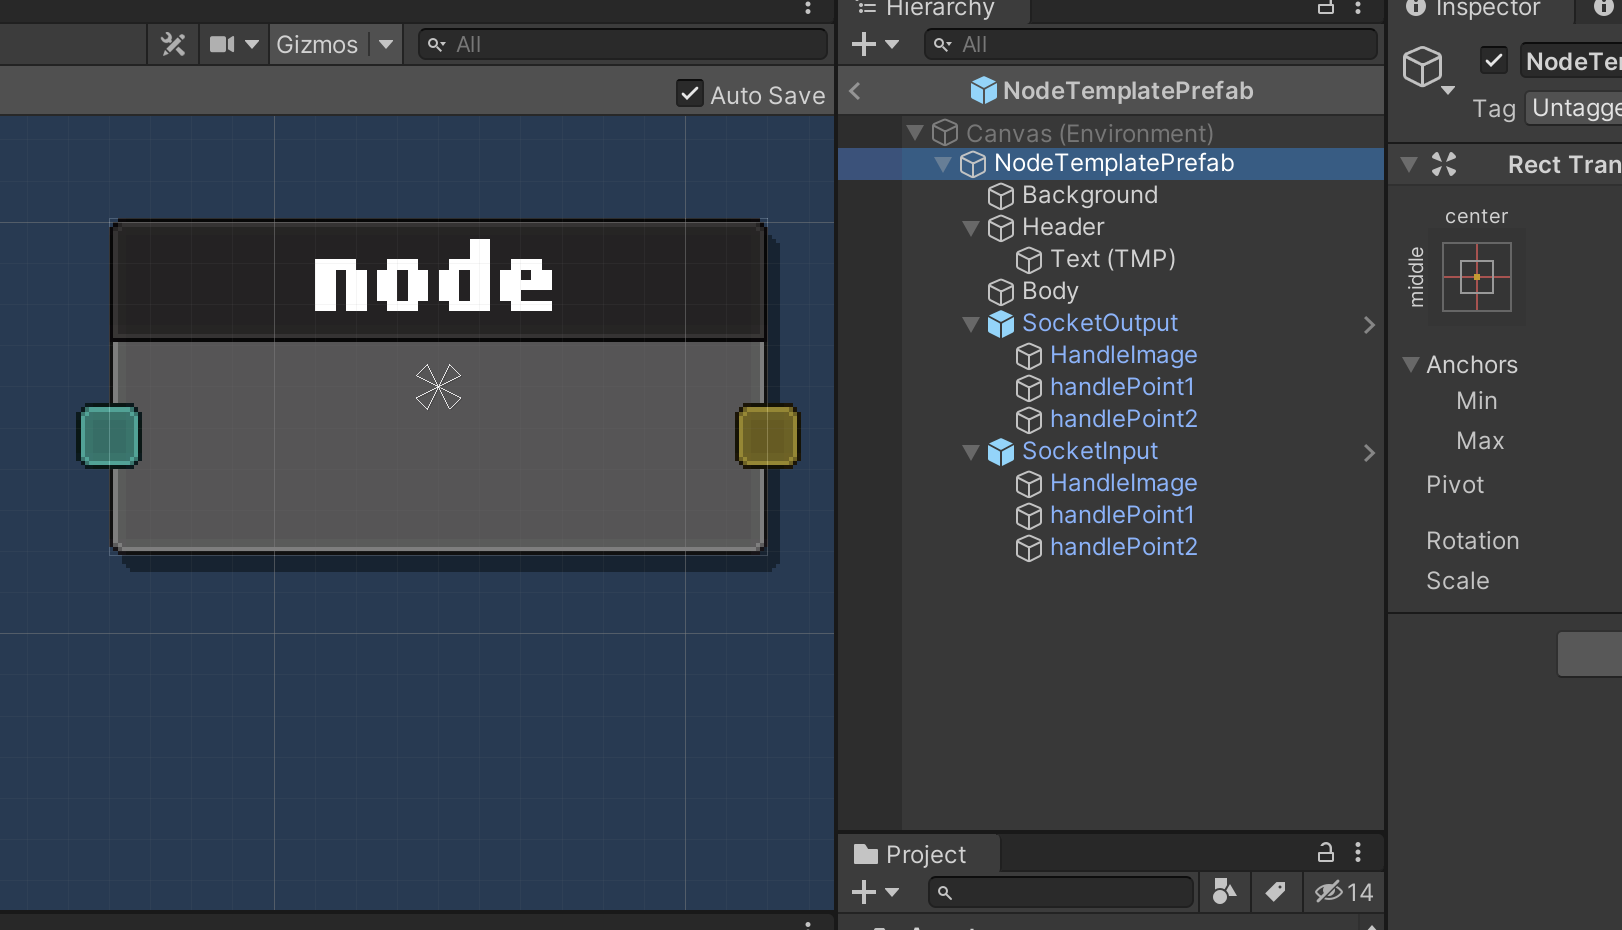 Gizmos
All
Auto Save
node
Hierarchy
All
NodeTemplatePrefab
Canvas (Environment)
NodeTemplatePrefab
Background
Header
Text (TMP)
Body
SocketOutput
HandleImage
handlePoint1
handlePoint2
SocketInput
HandleImage
handlePoint1
handlePoint2
Project
14
Inspector
NodeTe
Tag Untagge
Rect Tran
center
middle
Anchors
Min
Max
Pivot
Rotation
Scale